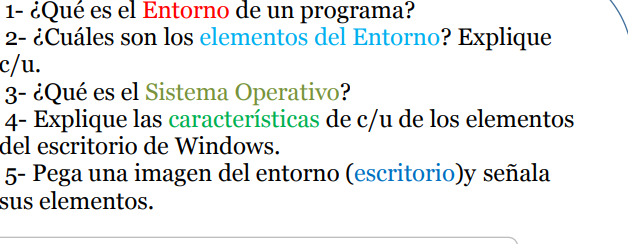 1- ¿Qué es el Entorno de un programa?
2- ¿Cuáles son los elementos del Entorno? Explique
c/u.
3- ¿Qué es el Sistema Operativo?
4- Explique las características de c/u de los elementos
del escritorio de Windows.
5- Pega una imagen del entorno (escritorio)y señala
sus elementos.